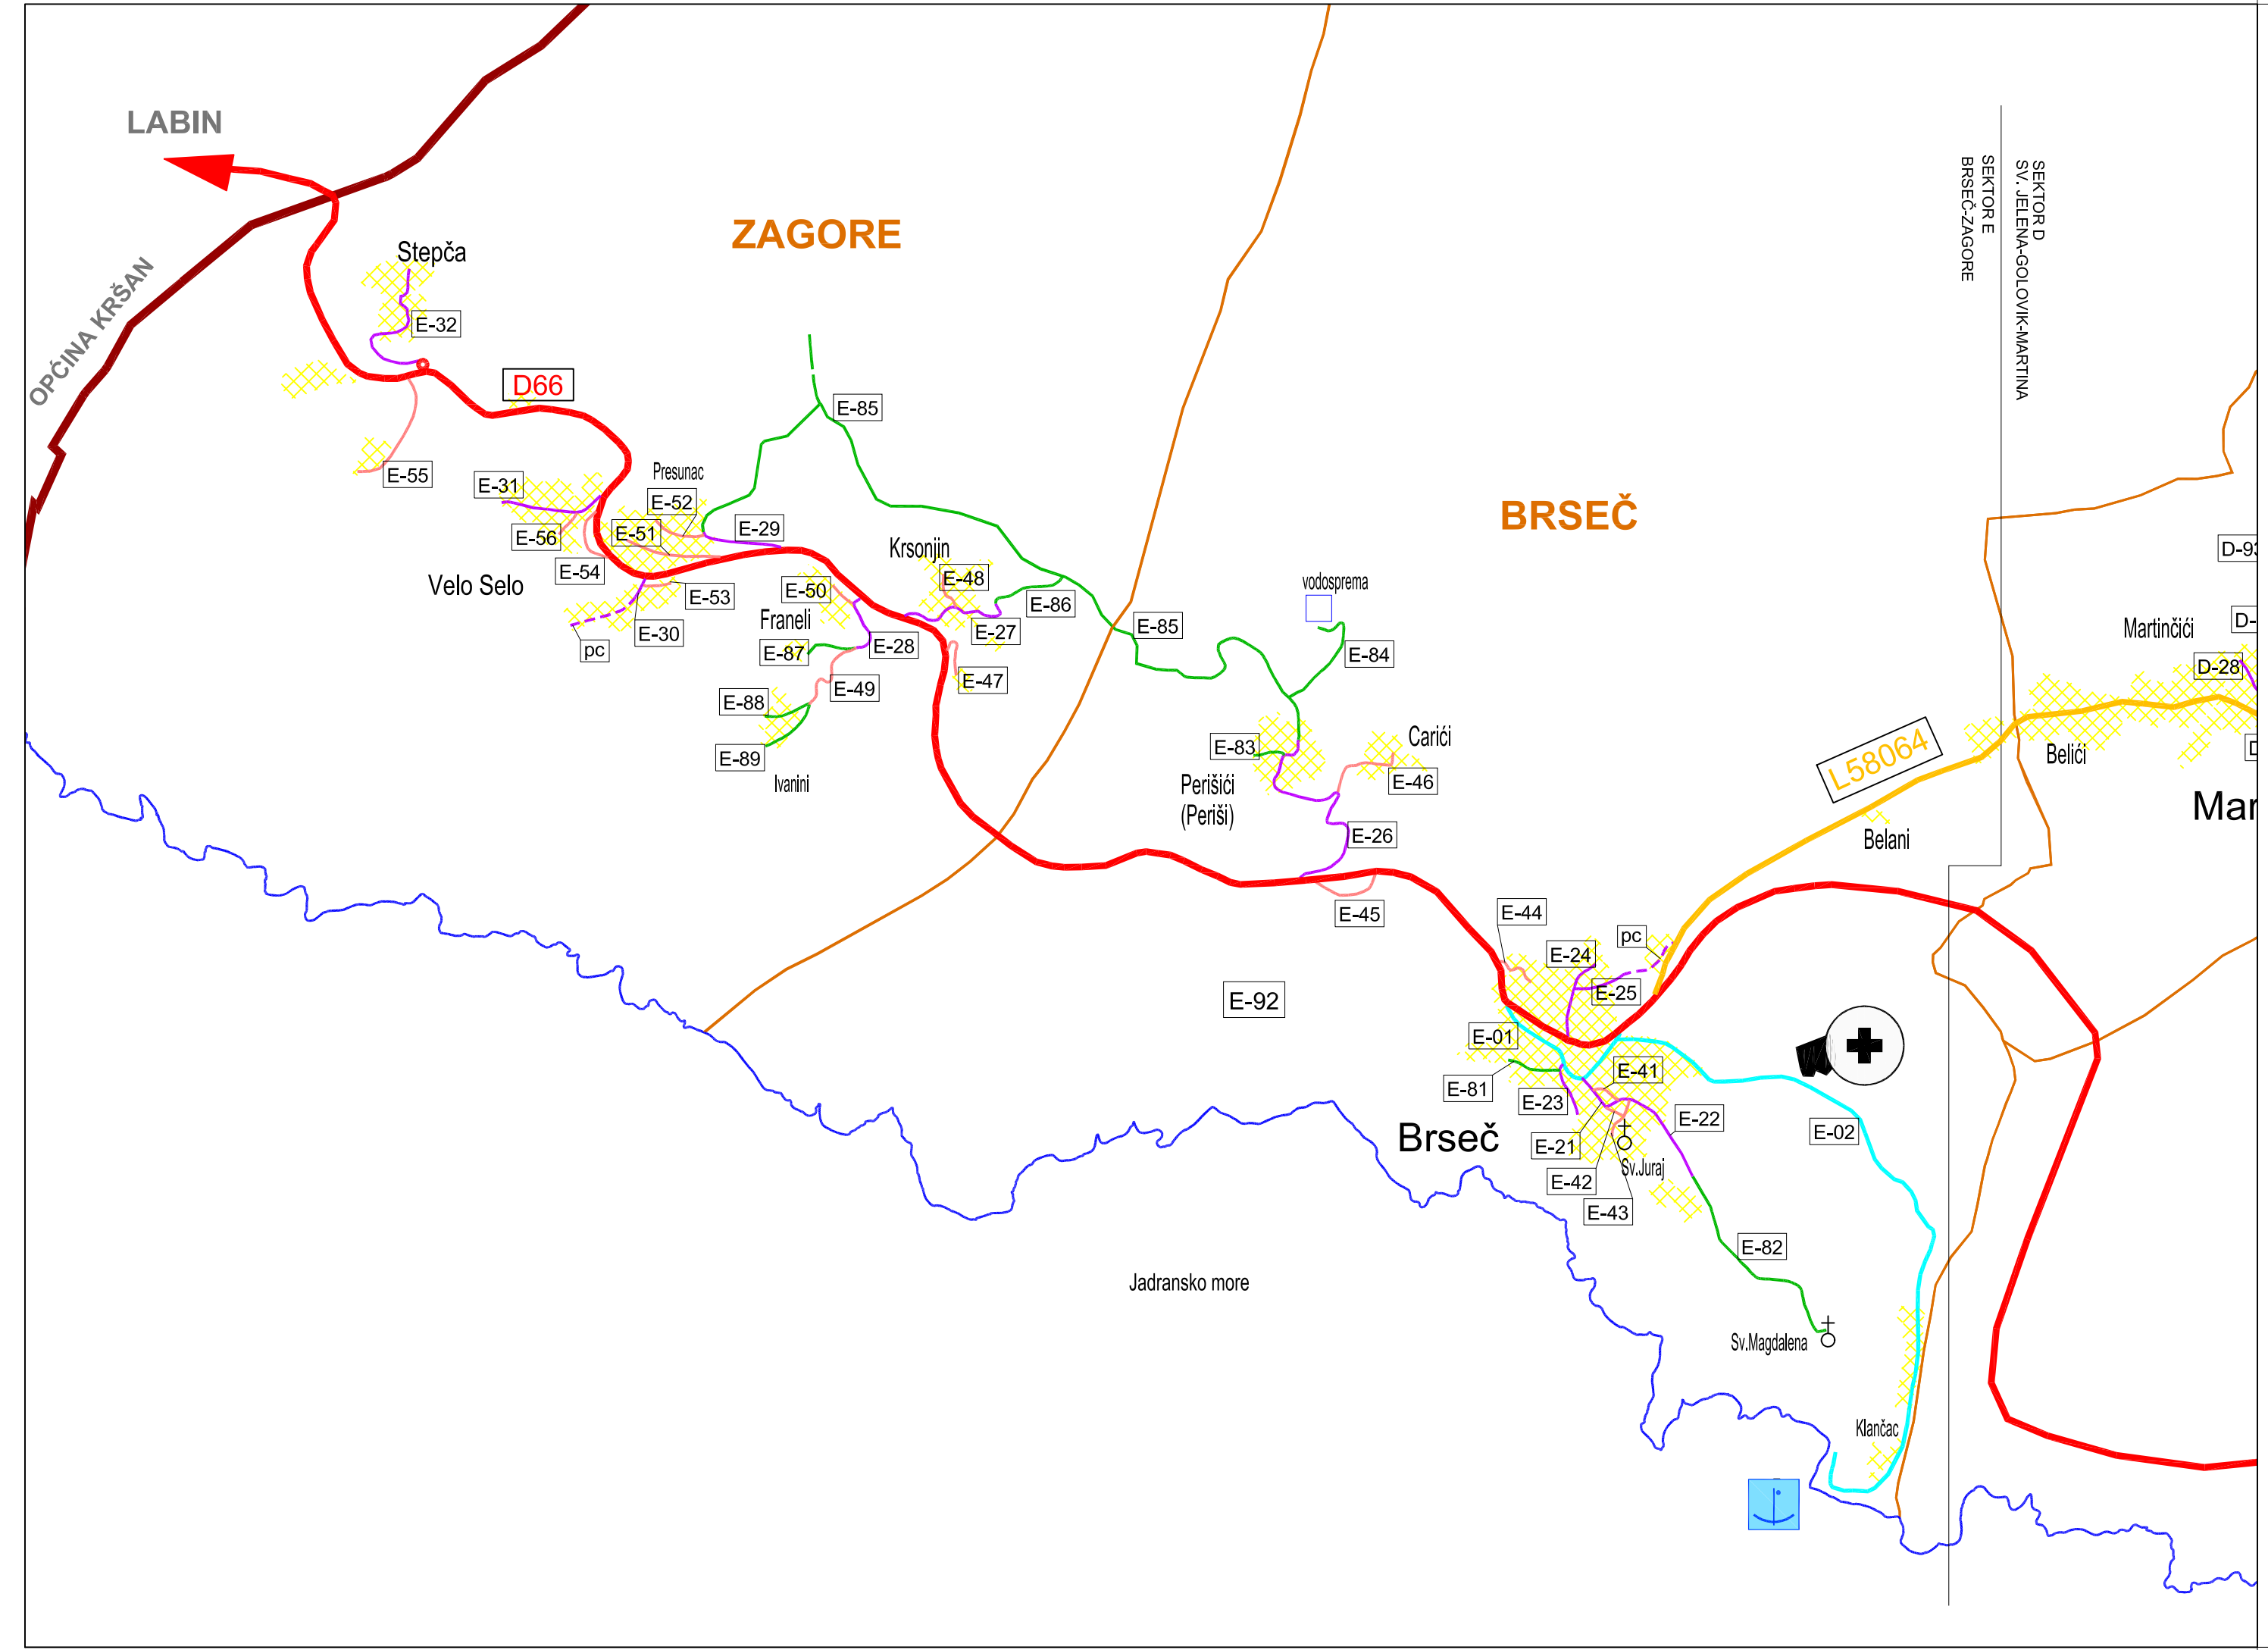 LABIN
OPĆINA KRŠAN
ZAGORE
BRSEČ
SEKTOR D
SV. JELENA-GOLOVIK-MARTINA
SEKTOR E
BRSEČ-ZAGORE
Stepča
E-32
D66
E-55
E-85
Presunac
E-31
E-52
E-51
E-29
E-56
E-54
Velo Selo
E-53
E-30
pc
Krsonjin
E-48
E-50
Franeli
E-86
E-27
E-87
E-28
E-47
E-49
E-88
E-89
Ivanini
E-85
vodosprema
E-84
E-83
Carići
Perišići
(Periši)
E-46
E-26
E-45
D-93
D-
Martinčići
D-28
Belići
D
L58064
Belani
Mar
E-44
E-24
pc
E-25
E-92
E-01
E-81
E-41
E-23
E-22
E-02
Brseč
E-21
Sv.Juraj
E-42
E-43
E-82
Jadransko more
Sv.Magdalena
Klančac